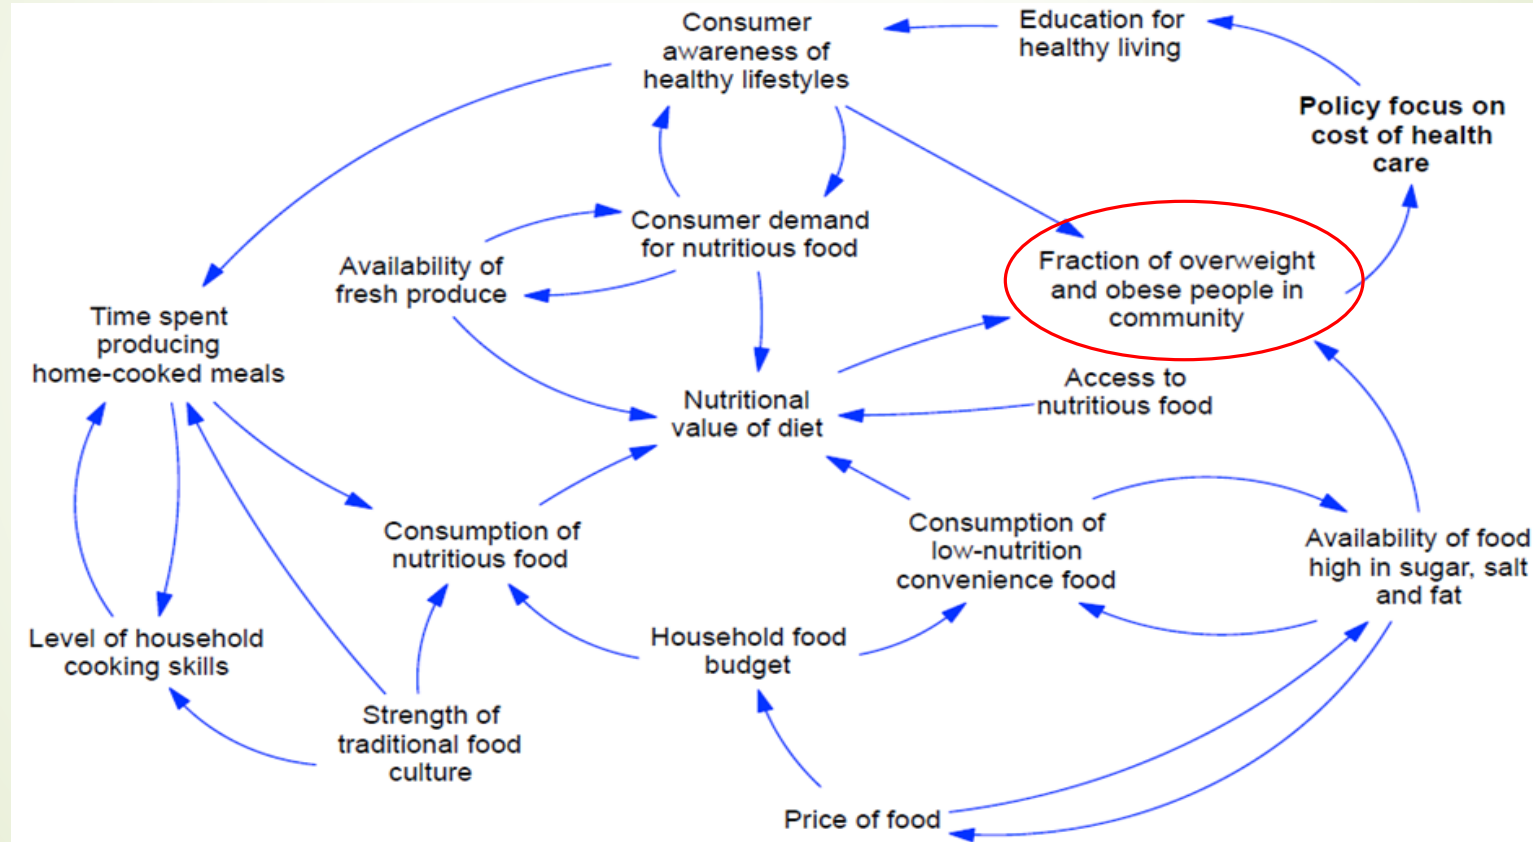 Consumer
awareness of
healthy lifestyles
Education for
healthy living
Policy focus on
cost of health
care
Consumer demand
for nutritious food
Availability of
fresh produce
Fraction of overweight
and obese people in
community
Time spent
producing
home-cooked meals
Access to
nutritious food
Nutritional
value of diet
Consumption of
nutritious food
Consumption of
low-nutrition
convenience food
Availability of food
high in sugar, salt
and fat
Level of household
cooking skills
Household food
budget
Strength of
traditional food
culture
Price of food